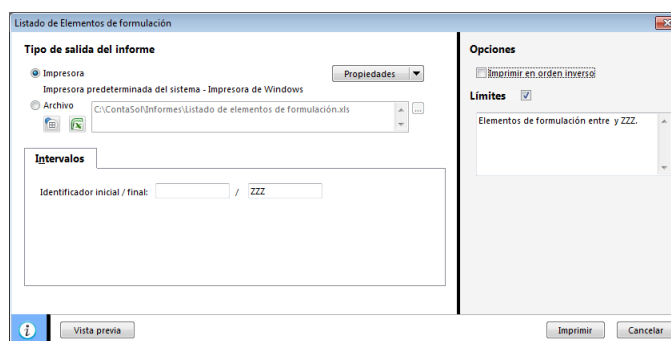 Listado de Elementos de formulación
Tipo de salida del informe
Impresora
Propiedades
Impresora predeterminada del sistema - Impresora de Windows
Archivo
C:\ContaSol\Informes\Listado de elementos de formulación.xls
...
Intervalos
Identificador inicial / final:
/
ZZZ
Opciones
Imprimir en orden inverso
Límites
Elementos de formulación entre y ZZZ.
Vista previa
Imprimir
Cancelar